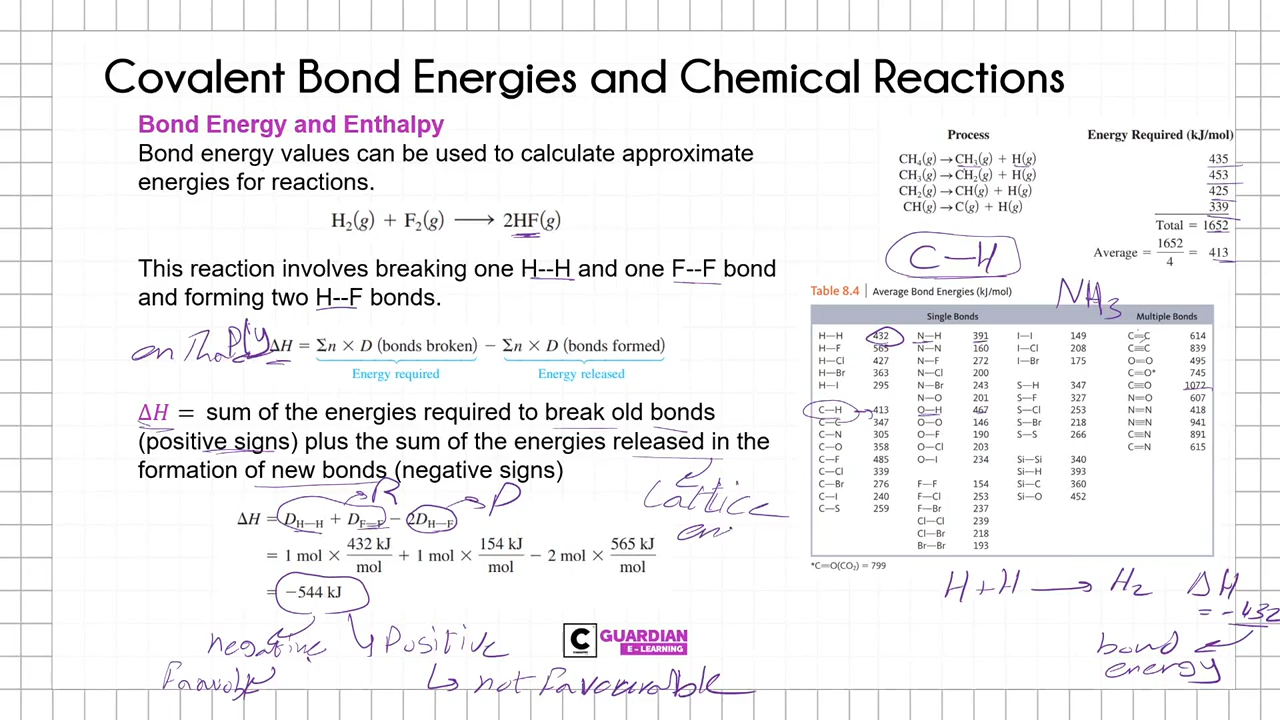 Covalent Bond Energies and Chemical Reactions
Bond Energy and Enthalpy
Bond energy values can be used to calculate approximate
energies for reactions.
H₂(g) + F₂(g) ⟶ 2HF(g)
This reaction involves breaking one H--H and one F--F bond
and forming two H--F bonds.
enthalply
ΔH = Σn × D (bonds broken) − Σn × D (bonds formed)
Energy required Energy released
ΔH = sum of the energies required to break old bonds
(positive signs) plus the sum of the energies released in the
formation of new bonds (negative signs)
R P
ΔH = D_H—H + D_F—F − 2D_H—F
= 1 mol × 432 kJ/mol + 1 mol × 154 kJ/mol − 2 mol × 565 kJ/mol
= −544 kJ
Lattice
en
negative Positive
Favouble not favourable
C GUARDIAN
E - LEARNING
Process Energy Required (kJ/mol)
CH₄(g) → CH₃(g) + H(g) 435
CH₃(g) → CH₂(g) + H(g) 453
CH₂(g) → CH(g) + H(g) 425
CH(g) → C(g) + H(g) 339
Total = 1652
Average = 1652/4 = 413
C—H
NH₃
Table 8.4 | Average Bond Energies (kJ/mol)
Single Bonds Multiple Bonds
H—H 432 N—H 391 I—I 149 C=C 614
H—F 565 N—N 160 I—Cl 208 C≡C 839
H—Cl 427 N—F 272 I—Br 175 O=O 495
H—Br 363 N—Cl 200 C=O* 745
H—I 295 N—Br 243 S—H 347 C≡O 1072
N—O 201 S—F 327 N=O 607
C—H 413 O—H 467 S—Cl 253 N=N 418
C—C 347 O—O 146 S—Br 218 N≡N 941
C—N 305 O—F 190 S—S 266 C≡N 891
C—O 358 O—Cl 203 C=N 615
C—F 485 O—I 234 Si—Si 340
C—Cl 339 Si—H 393
C—Br 276 F—F 154 Si—C 360
C—I 240 F—Cl 253 Si—O 452
C—S 259 F—Br 237
Cl—Cl 239
Cl—Br 218
Br—Br 193
*C=O(CO₂) = 799
H + H ⟶ H₂ ΔH
= −432
bond
energy